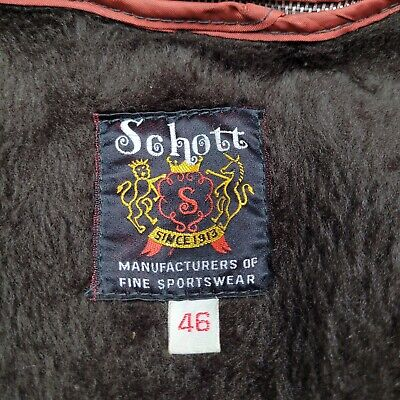 Schott
S
SINCE 1913
MANUFACTURERS OF
FINE SPORTSWEAR
46